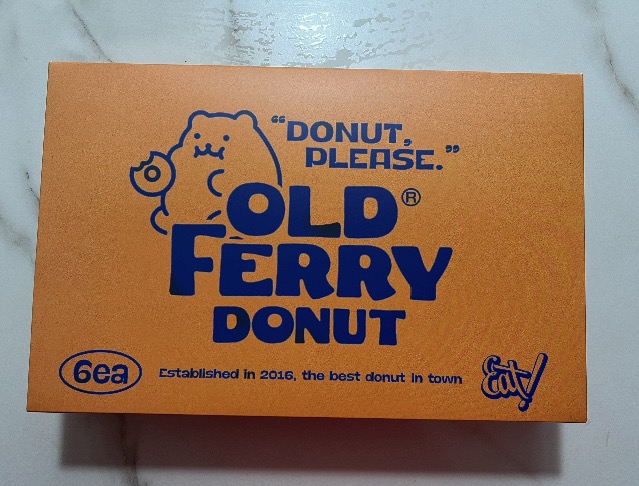 "DONUT,
PLEASE."
OLD®
FERRY
DONUT
6ea
Established in 2016, the best donut in town
Eat!